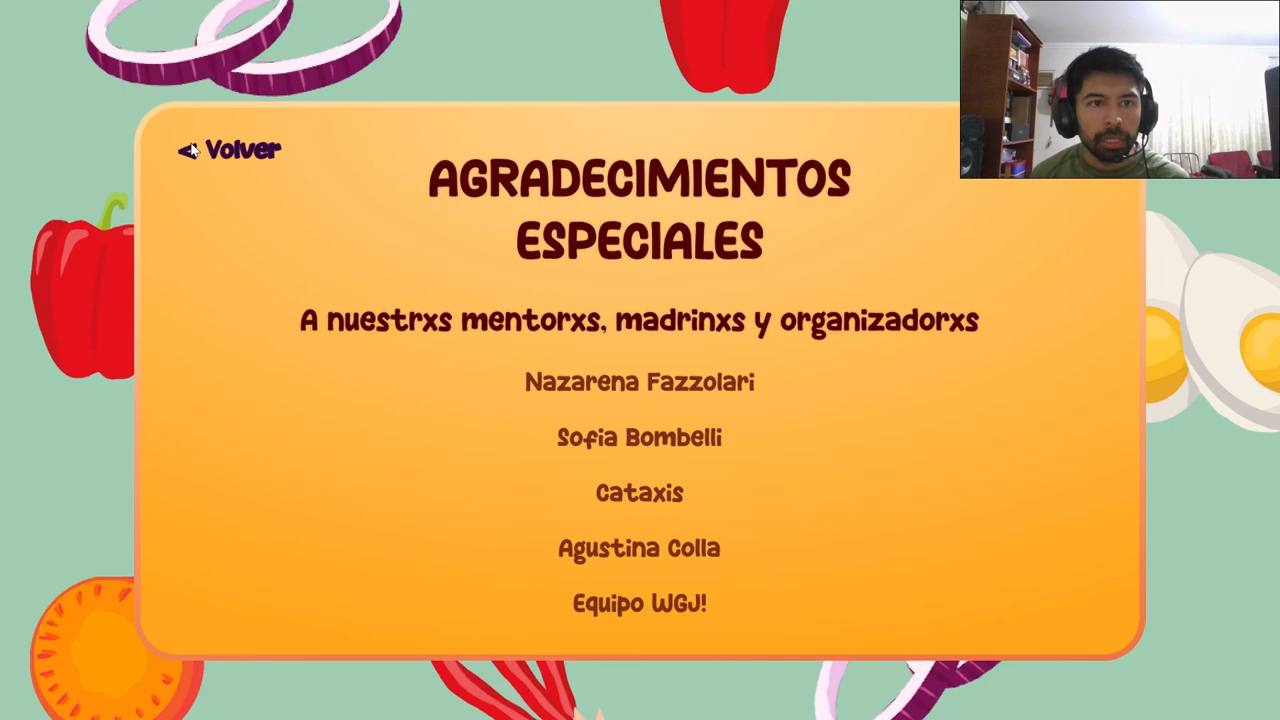 ◄ Volver
AGRADECIMIENTOS
ESPECIALES
A nuestrxs mentorxs, madrinxs y organizadorxs
Nazarena Fazzolari
Sofia Bombelli
Cataxis
Agustina Colla
Equipo WGJ!